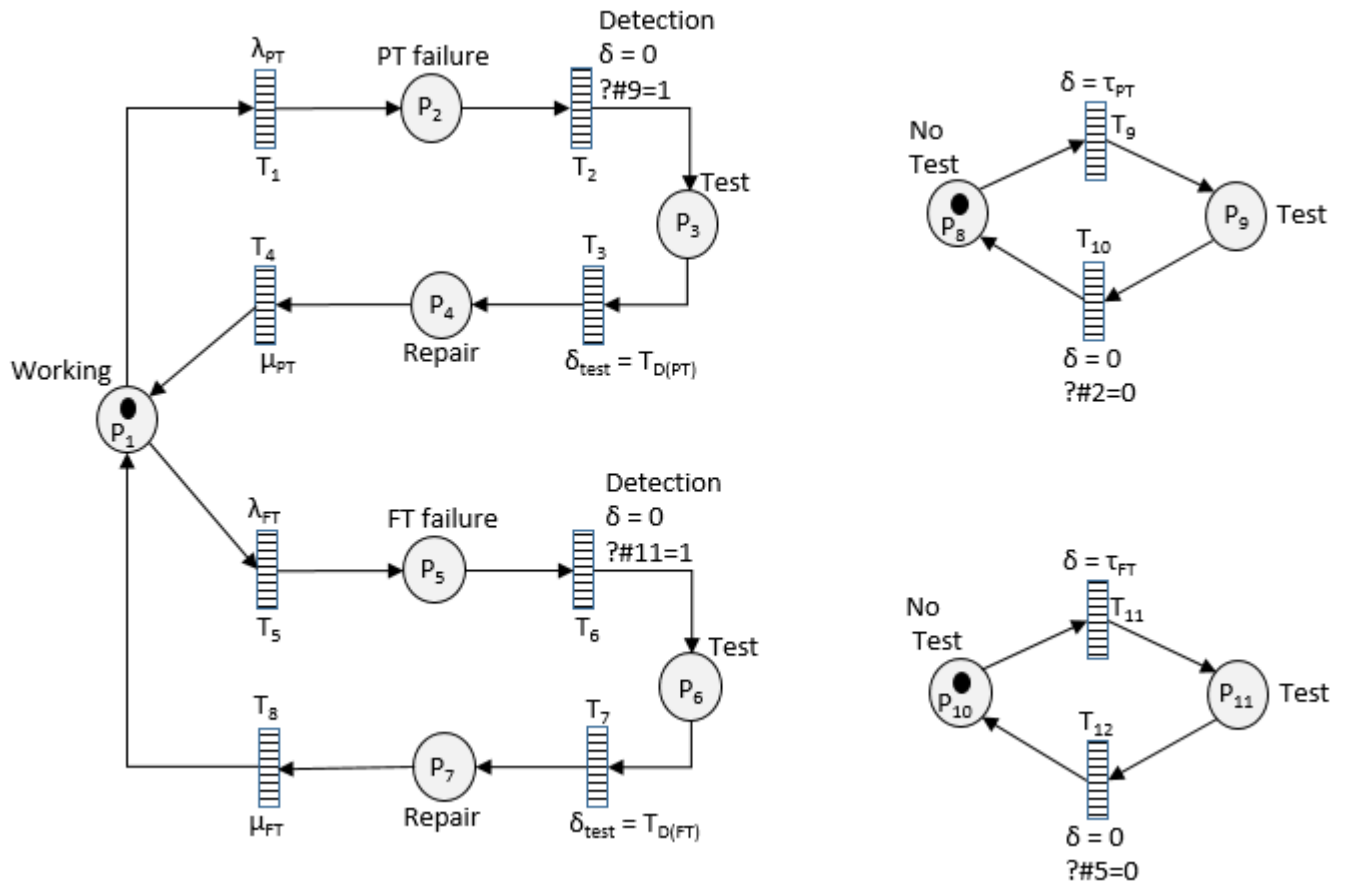 Detection
δ = 0
?#9=1
λPT
PT failure
P2
T1
T2
Test
P3
T4
T3
P4
Repair
μPT
δtest = TD(PT)
Working
P1
Detection
δ = 0
?#11=1
λFT
FT failure
P5
T5
T6
Test
P6
T8
T7
P7
Repair
μFT
δtest = TD(FT)
δ = τPT
T9
No
Test
P8
P9
Test
T10
δ = 0
?#2=0
δ = τFT
T11
No
Test
P10
P11
Test
T12
δ = 0
?#5=0